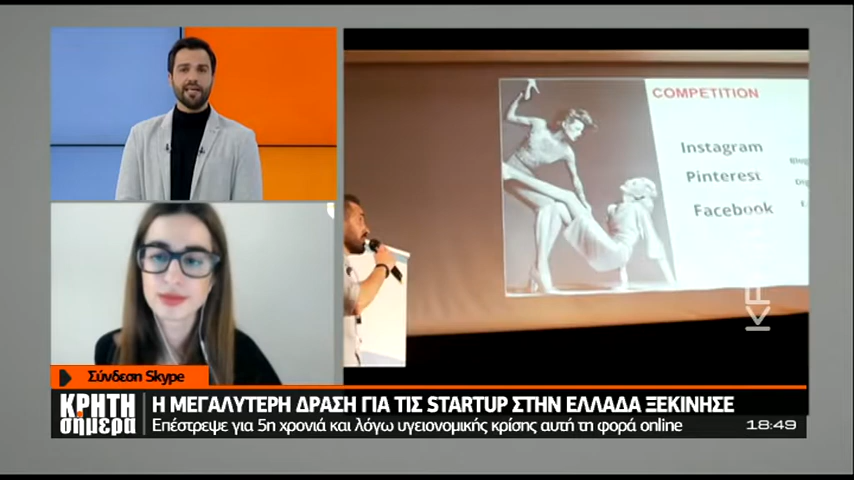 COMPETITION
Instagram
Pinterest
Facebook
Σύνδεση Skype
ΚΡΗΤΗ
σήμερα
Η ΜΕΓΑΛΥΤΕΡΗ ΔΡΑΣΗ ΓΙΑ ΤΙΣ STARTUP ΣΤΗΝ ΕΛΛΑΔΑ ΞΕΚΙΝΗΣΕ
Επέστρεψε για 5η χρονιά και λόγω υγειονομικής κρίσης αυτή τη φορά online
18:49